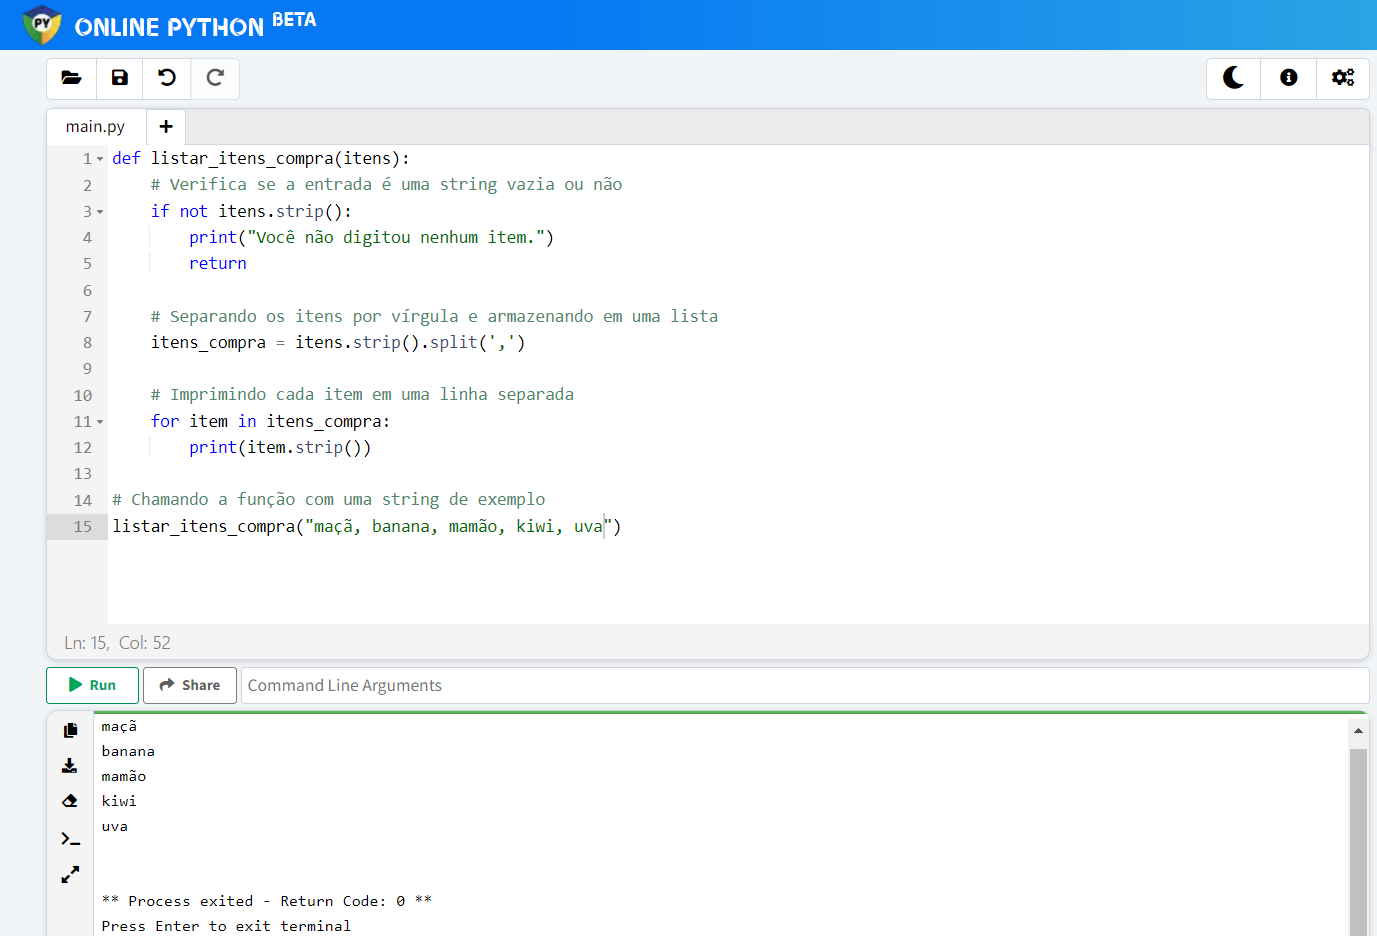 PY ONLINE PYTHON BETA
main.py +
1 def listar_itens_compra(itens):
2 # Verifica se a entrada é uma string vazia ou não
3 if not itens.strip():
4 print("Você não digitou nenhum item.")
5 return
6
7 # Separando os itens por vírgula e armazenando em uma lista
8 itens_compra = itens.strip().split(',')
9
10 # Imprimindo cada item em uma linha separada
11 for item in itens_compra:
12 print(item.strip())
13
14 # Chamando a função com uma string de exemplo
15 listar_itens_compra("maçã, banana, mamão, kiwi, uva")
Ln: 15, Col: 52
Run Share Command Line Arguments
maçã
banana
mamão
kiwi
uva
** Process exited - Return Code: 0 **
Press Enter to exit terminal